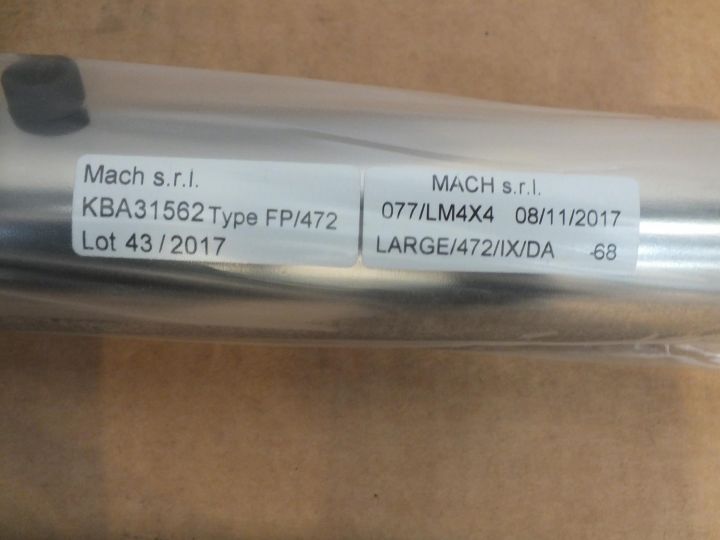 Mach s.r.l.
KBA31562 Type FP/472
Lot 43/2017
MACH s.r.l.
077/LM4X4 08/11/2017
LARGE/472/IX/DA -68